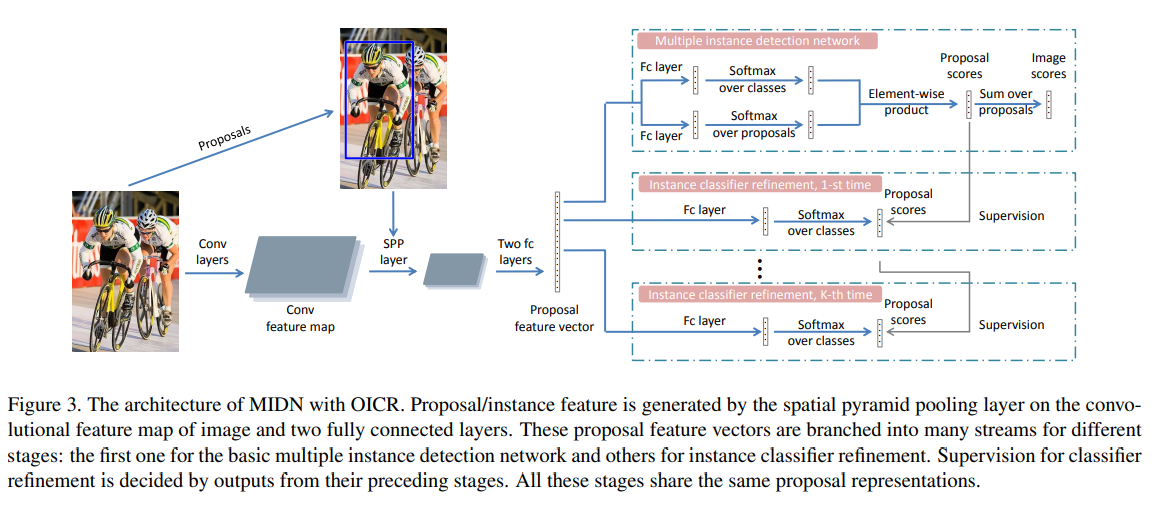 Multiple instance detection network
Fc layer
Softmax
over classes
Fc layer
Softmax
over proposals
Element-wise
product
Proposal
scores
Sum over
proposals
Image
scores
Proposals
Instance classifier refinement, 1-st time
Fc layer
Softmax
over classes
Proposal
scores
Supervision
Conv
layers
Conv
feature map
SPP
layer
Two fc
layers
Proposal
feature vector
Instance classifier refinement, K-th time
Fc layer
Softmax
over classes
Proposal
scores
Supervision
Figure 3. The architecture of MIDN with OICR. Proposal/instance feature is generated by the spatial pyramid pooling layer on the convo-
lutional feature map of image and two fully connected layers. These proposal feature vectors are branched into many streams for different
stages: the first one for the basic multiple instance detection network and others for instance classifier refinement. Supervision for classifier
refinement is decided by outputs from their preceding stages. All these stages share the same proposal representations.